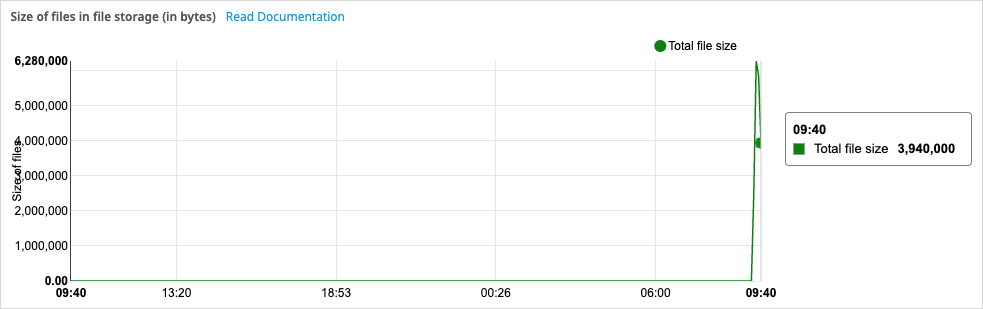 Size of files in file storage (in bytes) Read Documentation
Total file size
6,280,000
5,000,000
4,000,000
3,000,000
2,000,000
1,000,000
0.00
Size of files
09:40 13:20 18:53 00:26 06:00 09:40
09:40
Total file size 3,940,000